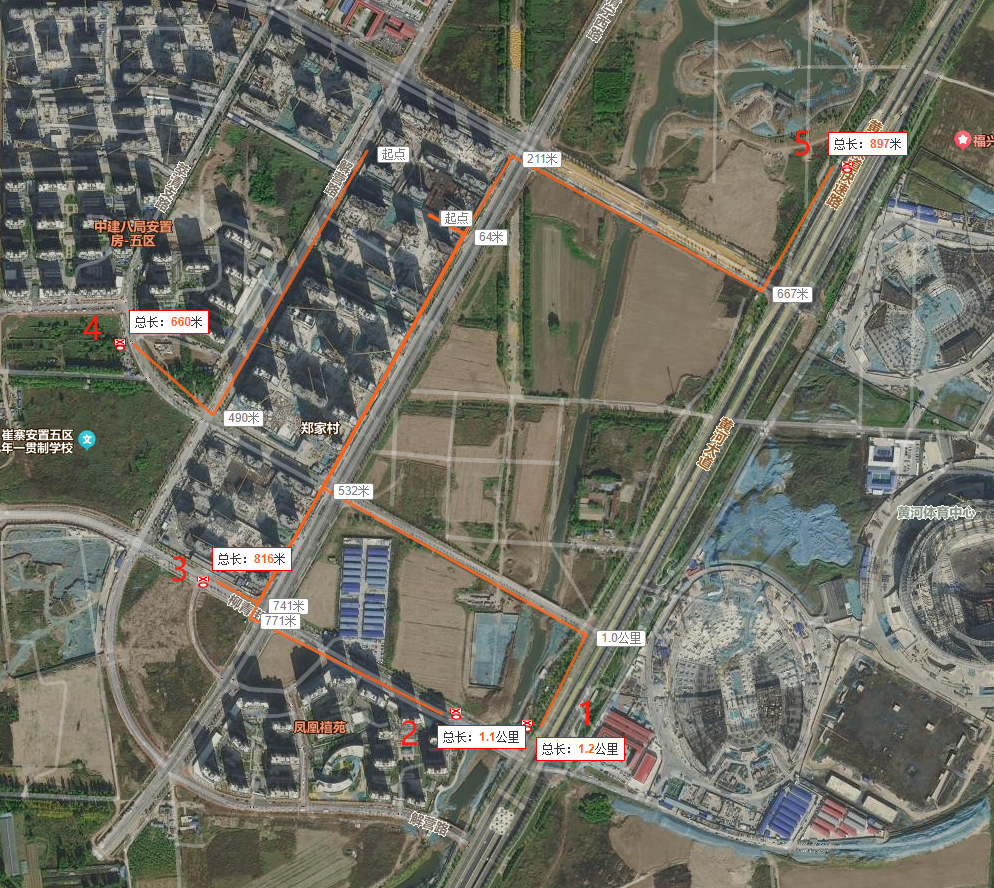 5
总长：897米
福兴
起点
211米
起点
64米
中建八局安置
房-五区
667米
4
总长：660米
490米
郑家村
崔寨安置五区
年一贯制学校
黄河大道
532米
黄河体育中心
3
总长：816米
741米
771米
1.0公里
凤凰禧苑
2
总长：1.1公里
1
总长：1.2公里